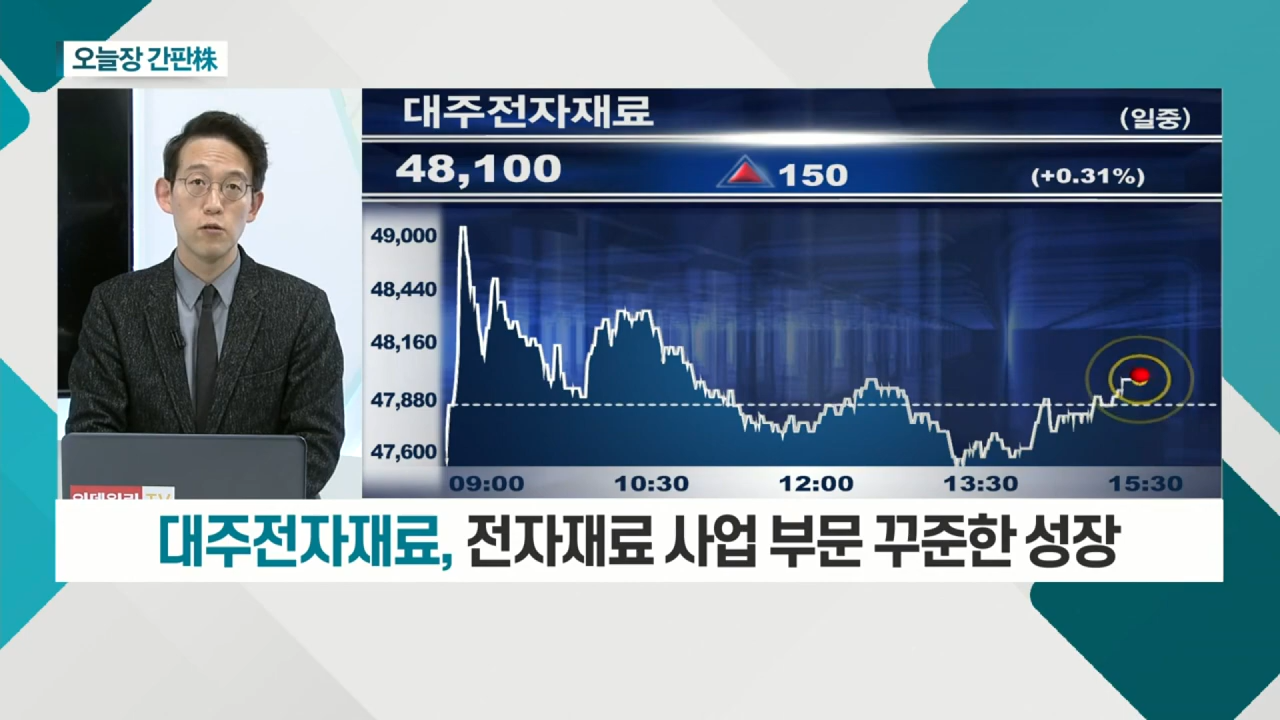 오늘장 간판株
대주전자재료
(일중)
48,100 ▲ 150 (+0.31%)
49,000
48,440
48,160
47,880
47,600
09:00 10:30 12:00 13:30 15:30
TV
대주전자재료, 전자재료 사업 부문 꾸준한 성장